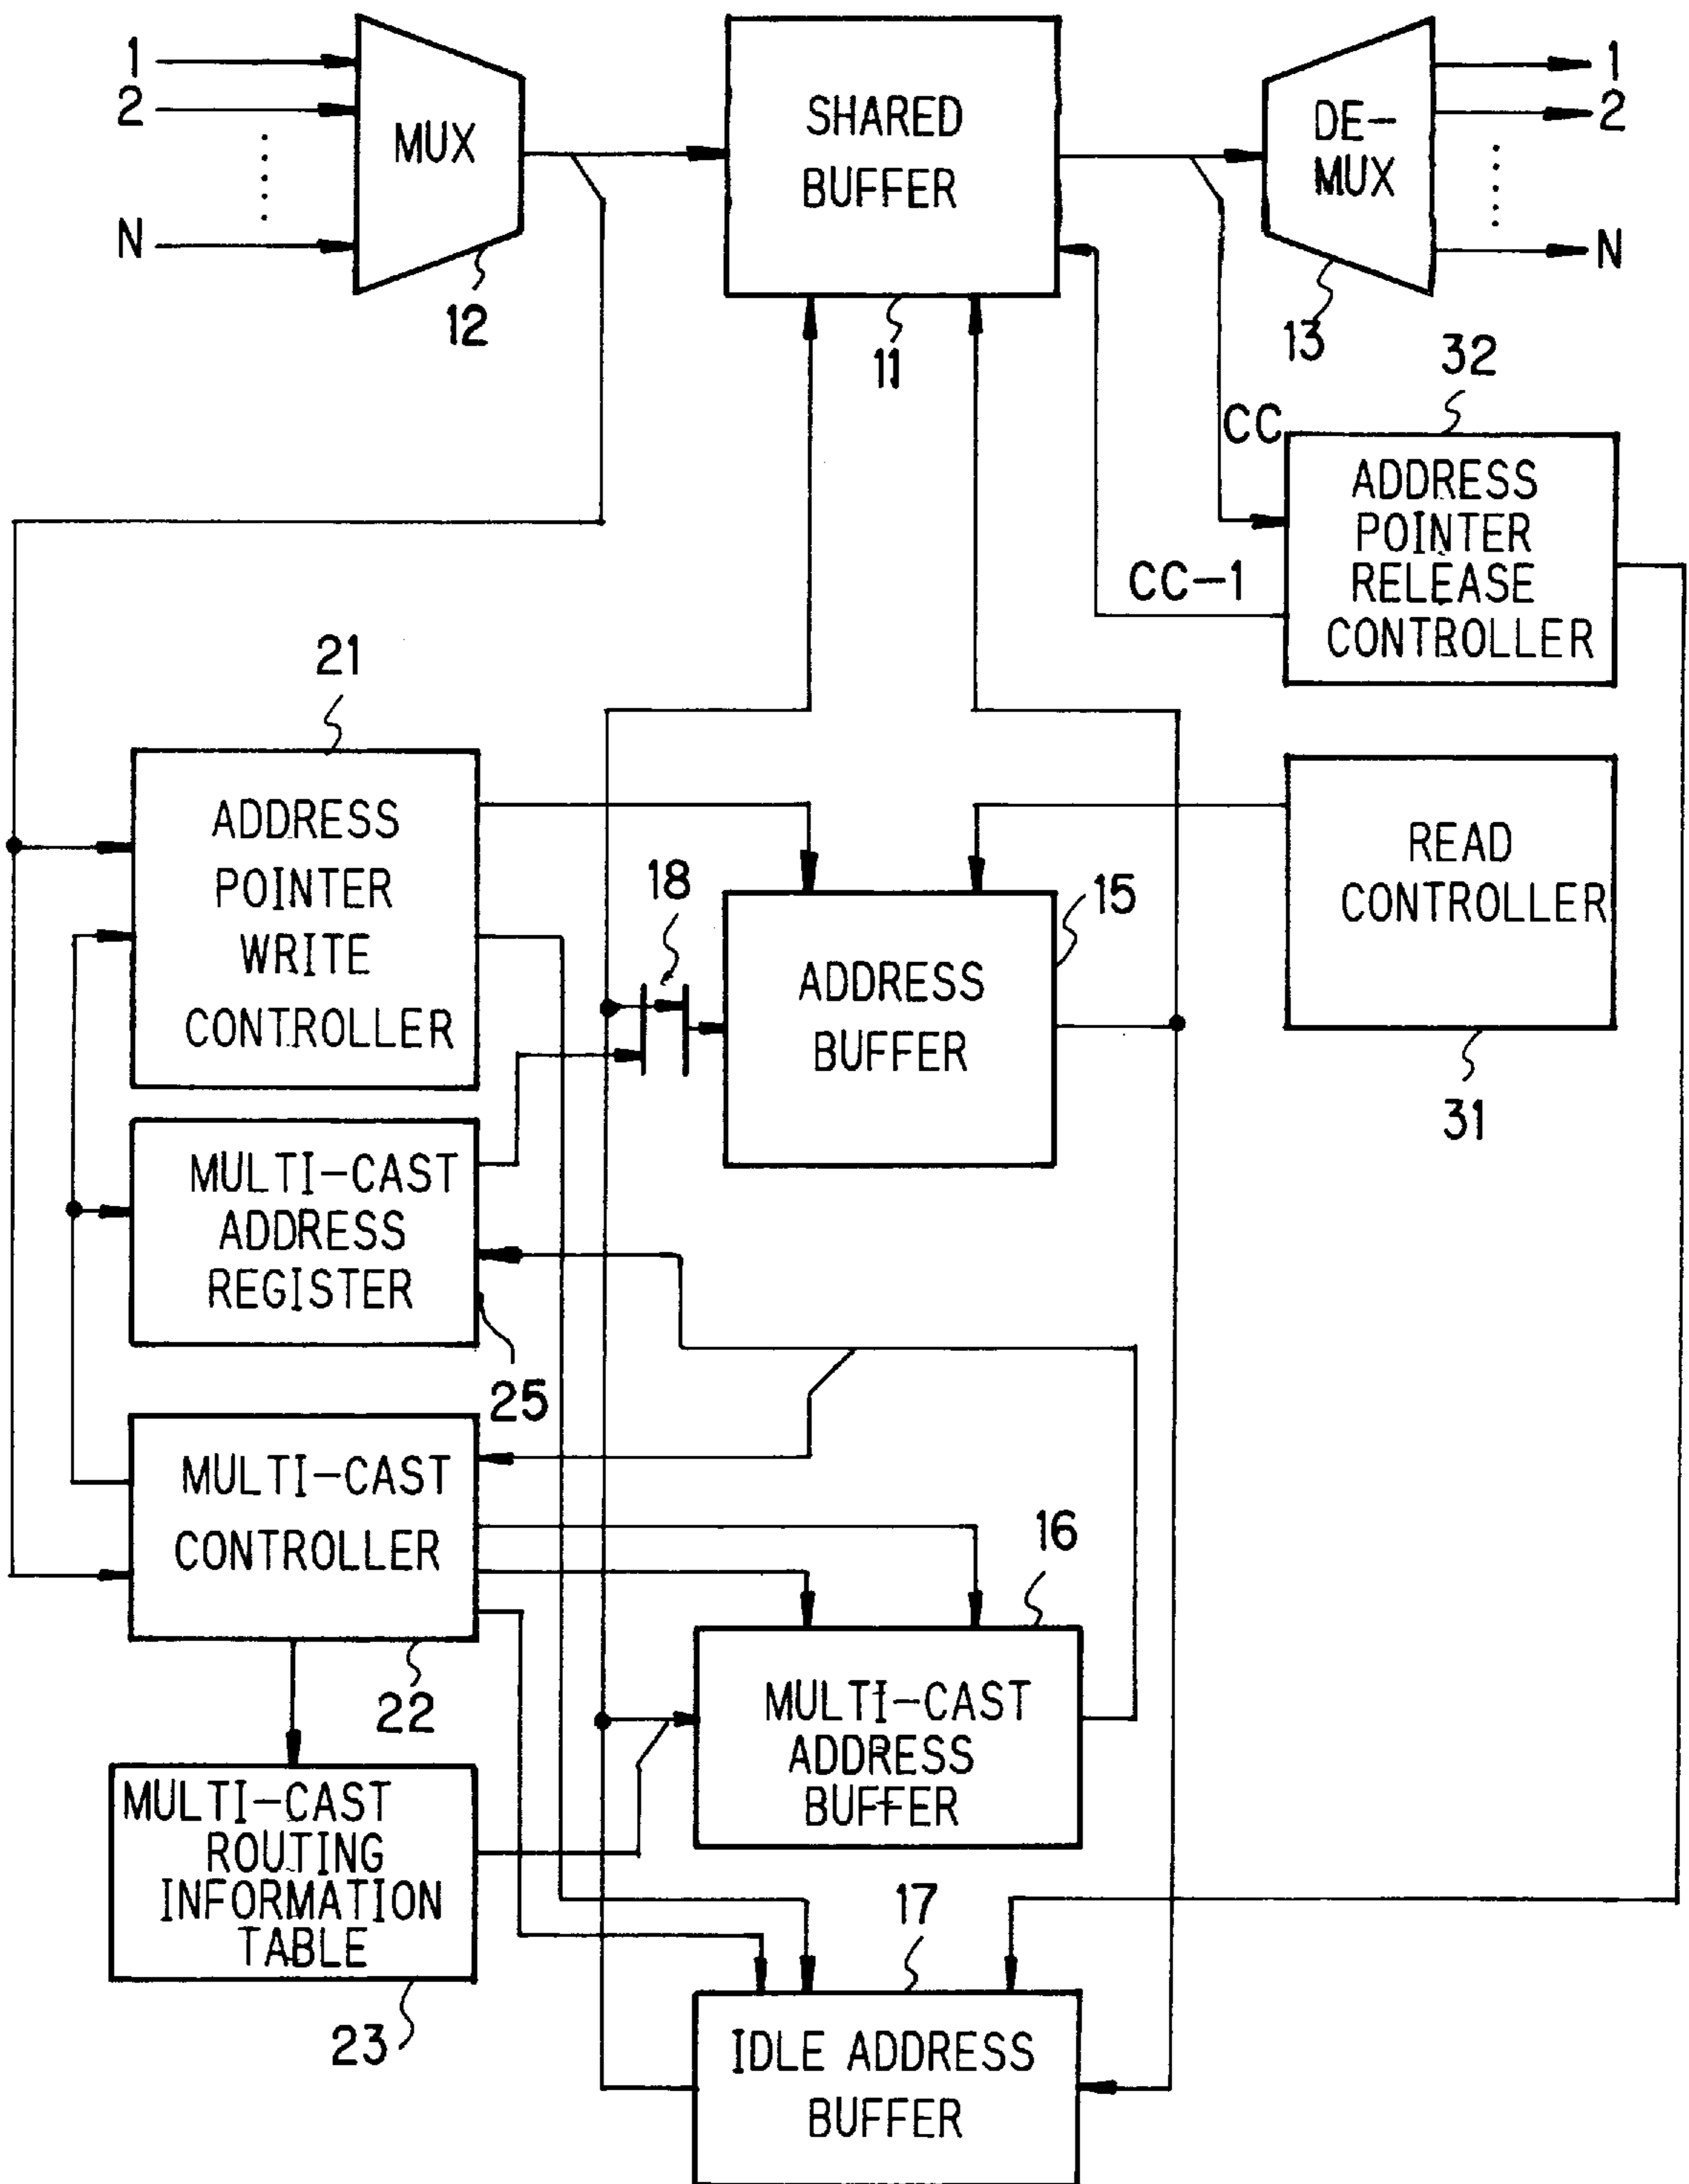 1
2
N
MUX
12
SHARED
BUFFER
11
DE-
MUX
13
1
2
N
32
CC
ADDRESS
POINTER
RELEASE
CONTROLLER
CC-1
21
ADDRESS
POINTER
WRITE
CONTROLLER
18
ADDRESS
BUFFER
15
READ
CONTROLLER
31
MULTI-CAST
ADDRESS
REGISTER
25
MULTI-CAST
CONTROLLER
22
16
MULTI-CAST
ADDRESS
BUFFER
MULTI-CAST
ROUTING
INFORMATION
TABLE
23
17
IDLE ADDRESS
BUFFER